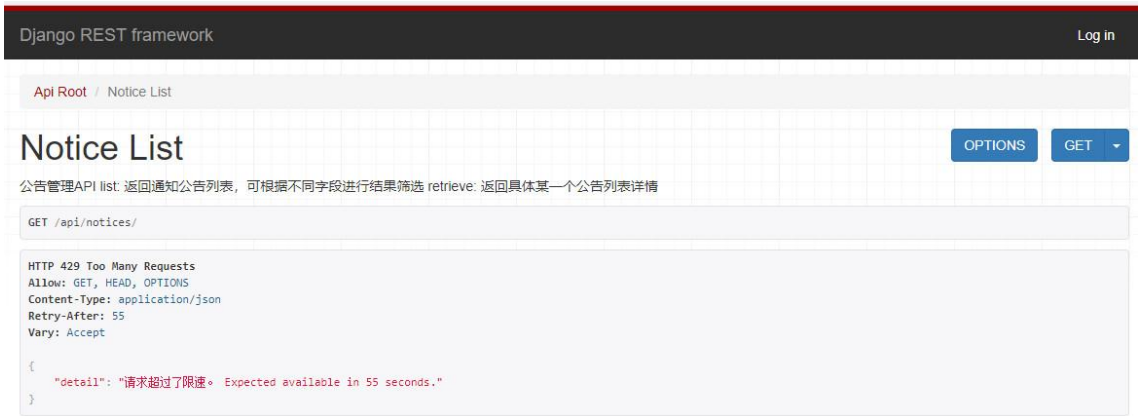 Django REST framework
Log in
Api Root / Notice List
Notice List
OPTIONS
GET
公告管理API list: 返回通知公告列表，可根据不同字段进行结果筛选 retrieve: 返回具体某一个公告列表详情
GET /api/notices/
HTTP 429 Too Many Requests
Allow: GET, HEAD, OPTIONS
Content-Type: application/json
Retry-After: 55
Vary: Accept
{
"detail": "请求超过了限速。 Expected available in 55 seconds."
}